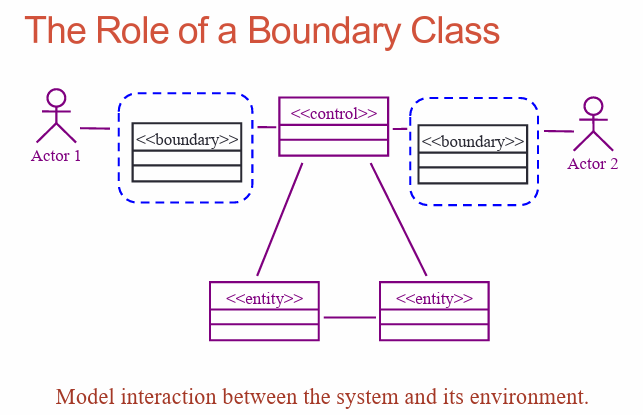 The Role of a Boundary Class
<<control>>
<<boundary>>
<<boundary>>
Actor 1
Actor 2
<<entity>>
<<entity>>
Model interaction between the system and its environment.